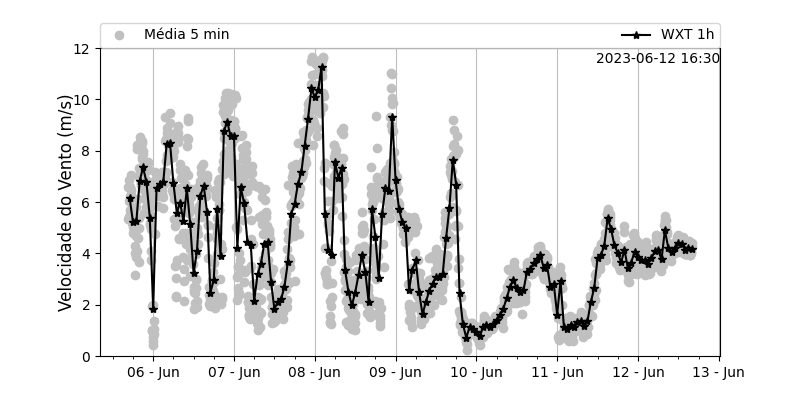 Média 5 min
WXT 1h
2023-06-12 16:30
Velocidade do Vento (m/s)
12
10
8
6
4
2
0
06 - Jun
07 - Jun
08 - Jun
09 - Jun
10 - Jun
11 - Jun
12 - Jun
13 - Jun